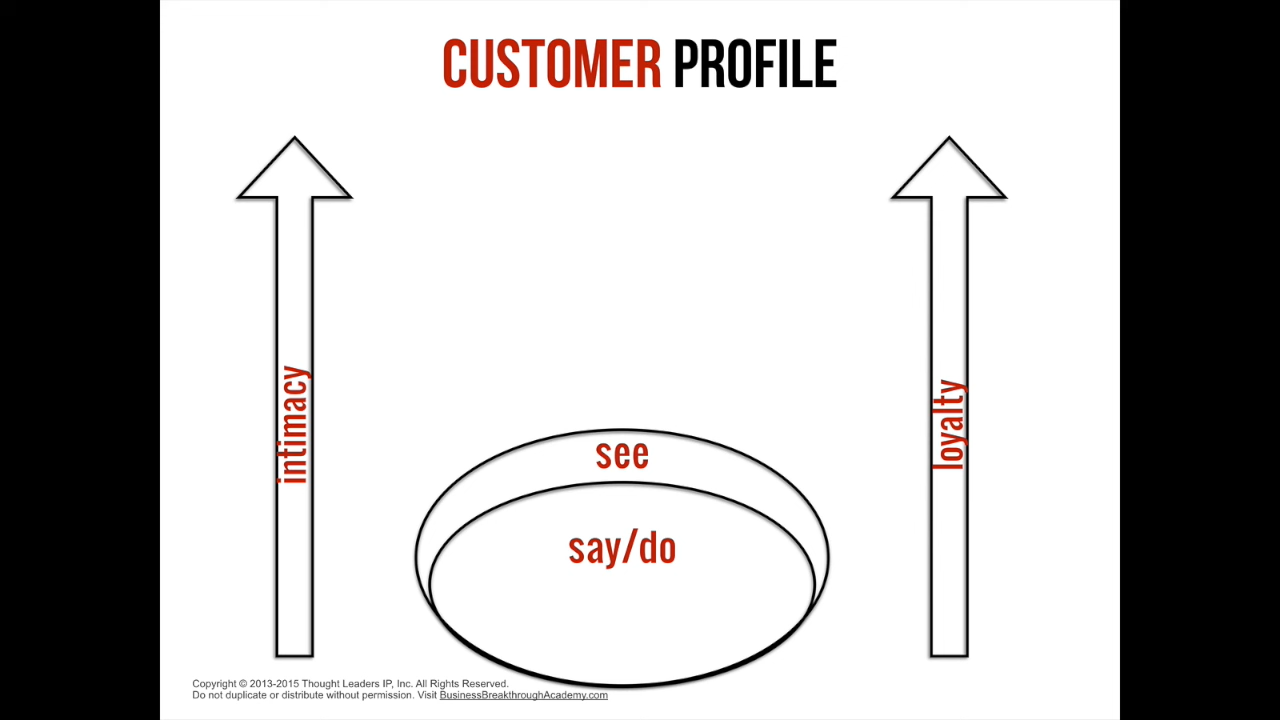 CUSTOMER PROFILE
intimacy
loyalty
see
say/do
Copyright © 2013-2015 Thought Leaders IP, Inc. All Rights Reserved.
Do not duplicate or distribute without permission. Visit BusinessBreakthroughAcademy.com